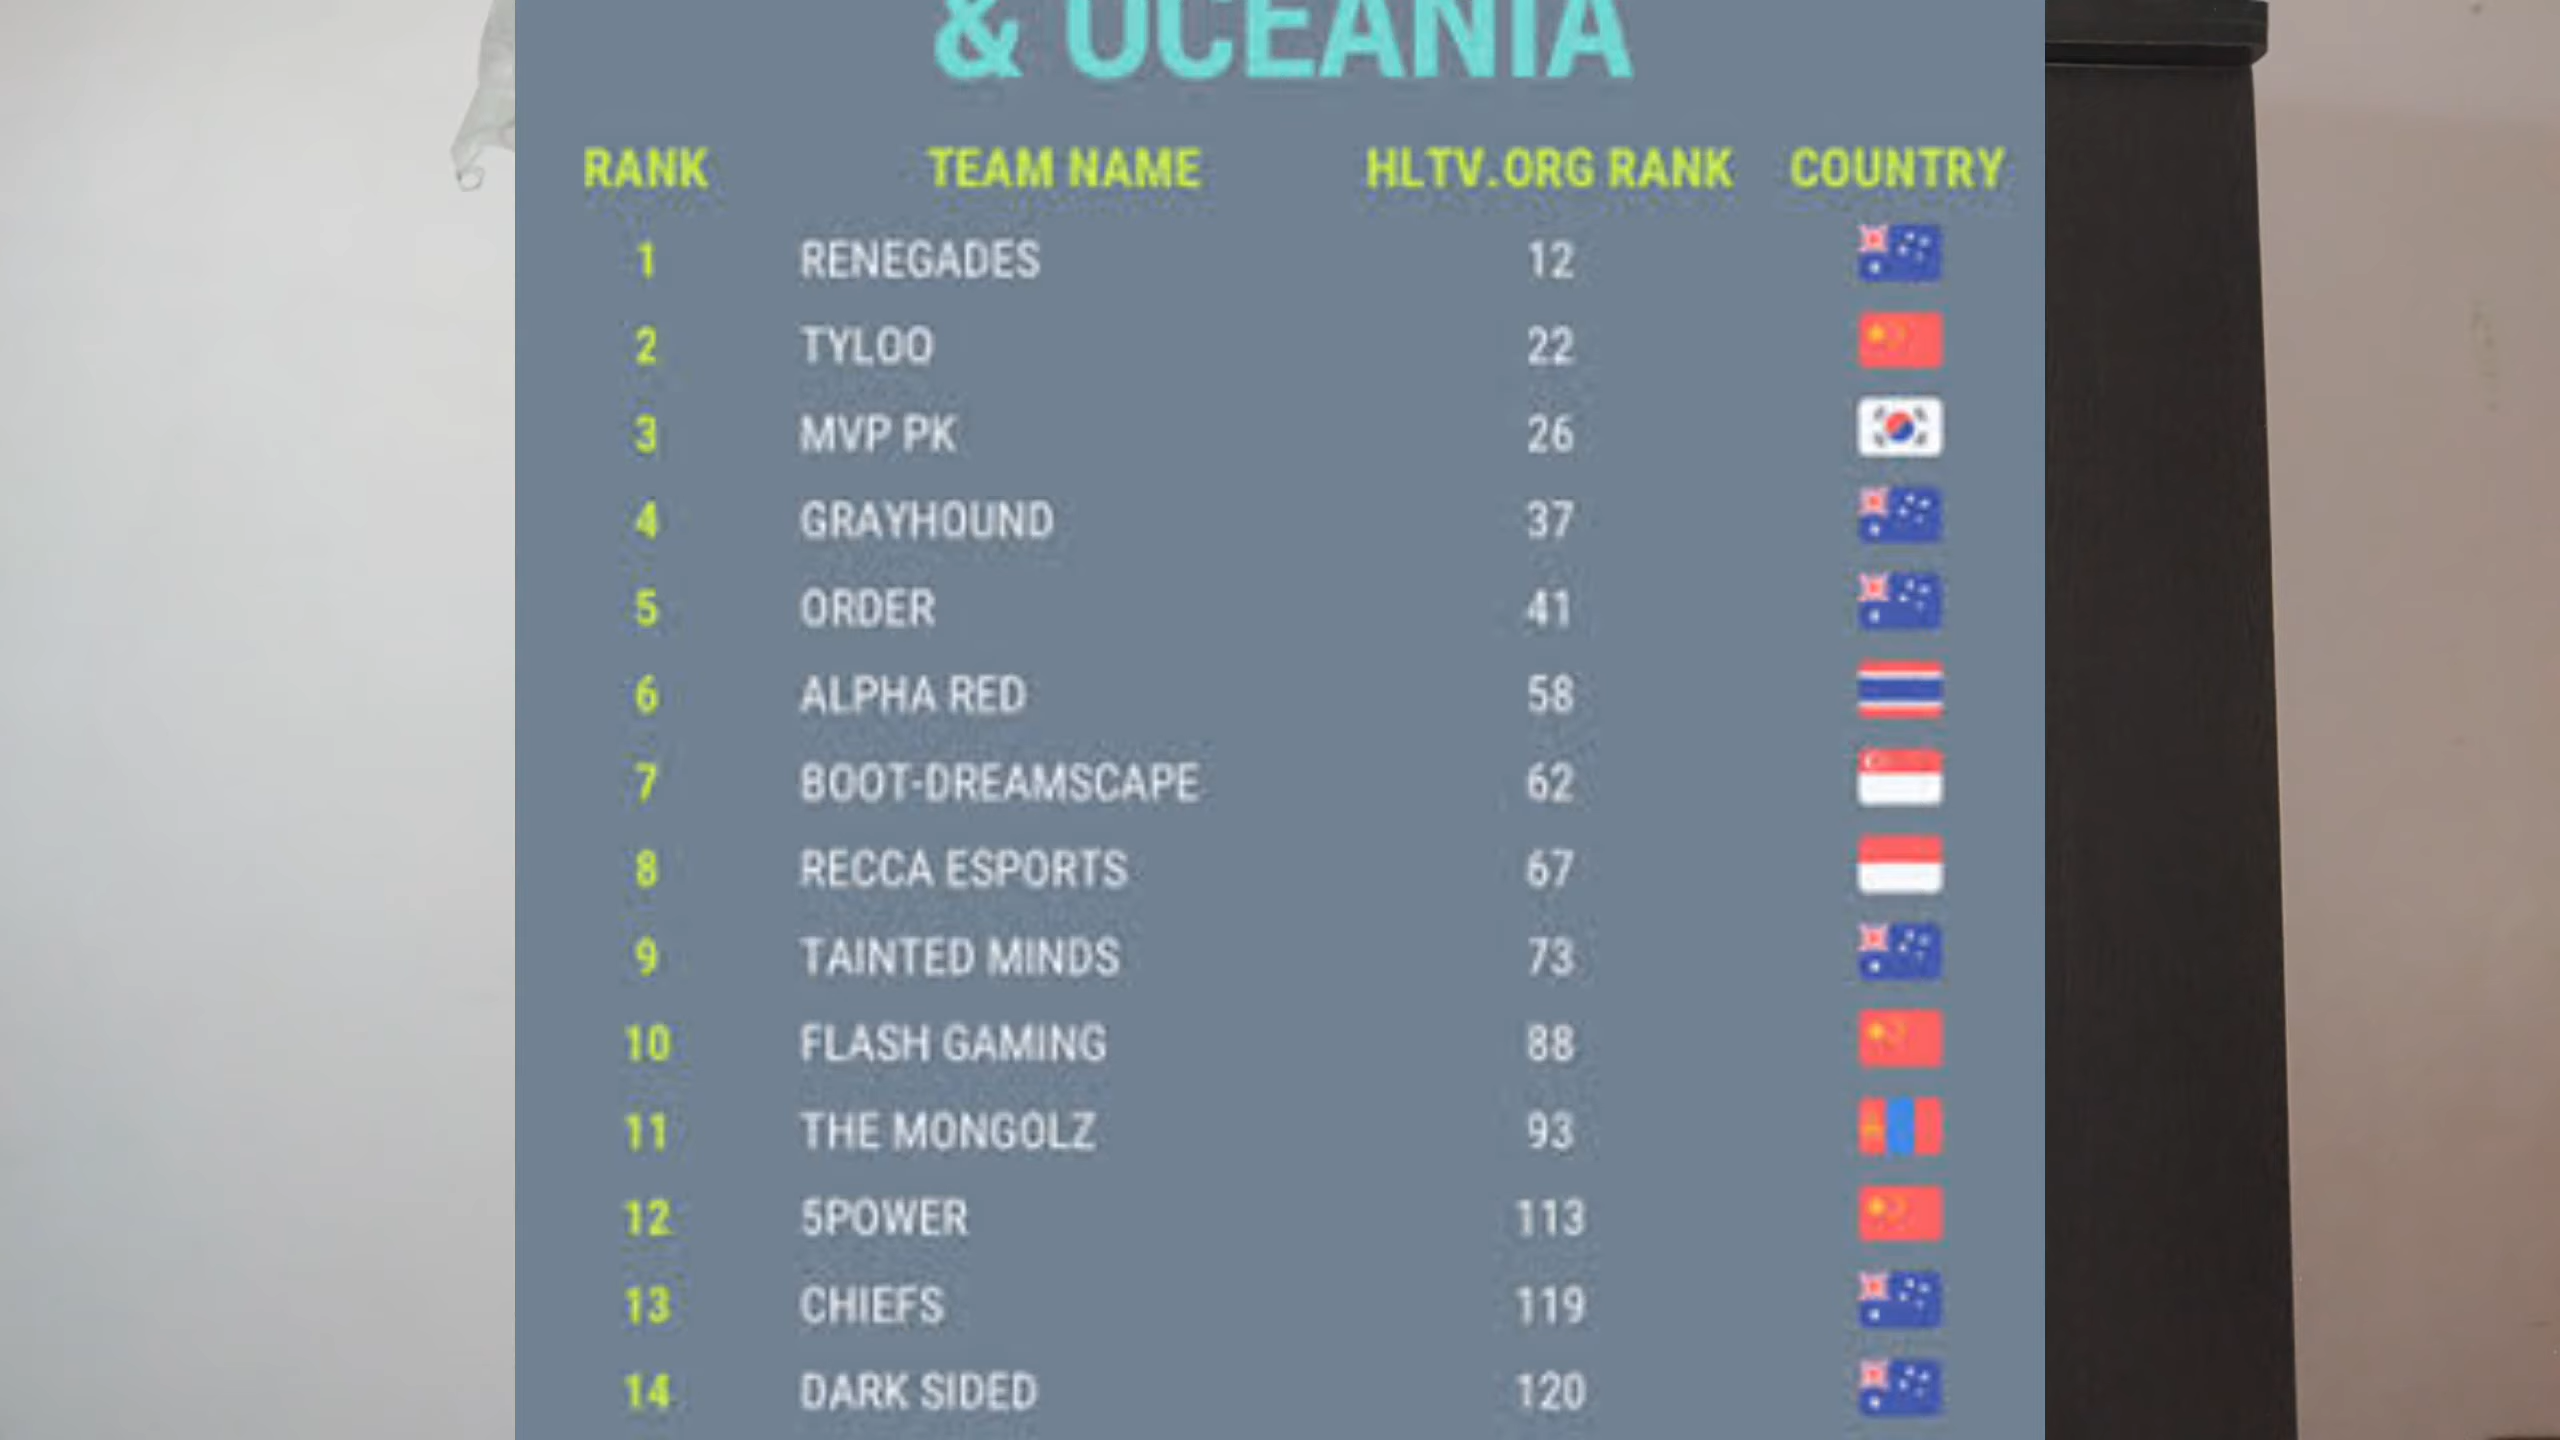 & OCEANIA
RANK TEAM NAME HLTV.ORG RANK COUNTRY
1 RENEGADES 12
2 TYLOO 22
3 MVP PK 26
4 GRAYHOUND 37
5 ORDER 41
6 ALPHA RED 58
7 BOOT-DREAMSCAPE 62
8 RECCA ESPORTS 67
9 TAINTED MINDS 73
10 FLASH GAMING 88
11 THE MONGOLZ 93
12 5POWER 113
13 CHIEFS 119
14 DARK SIDED 120